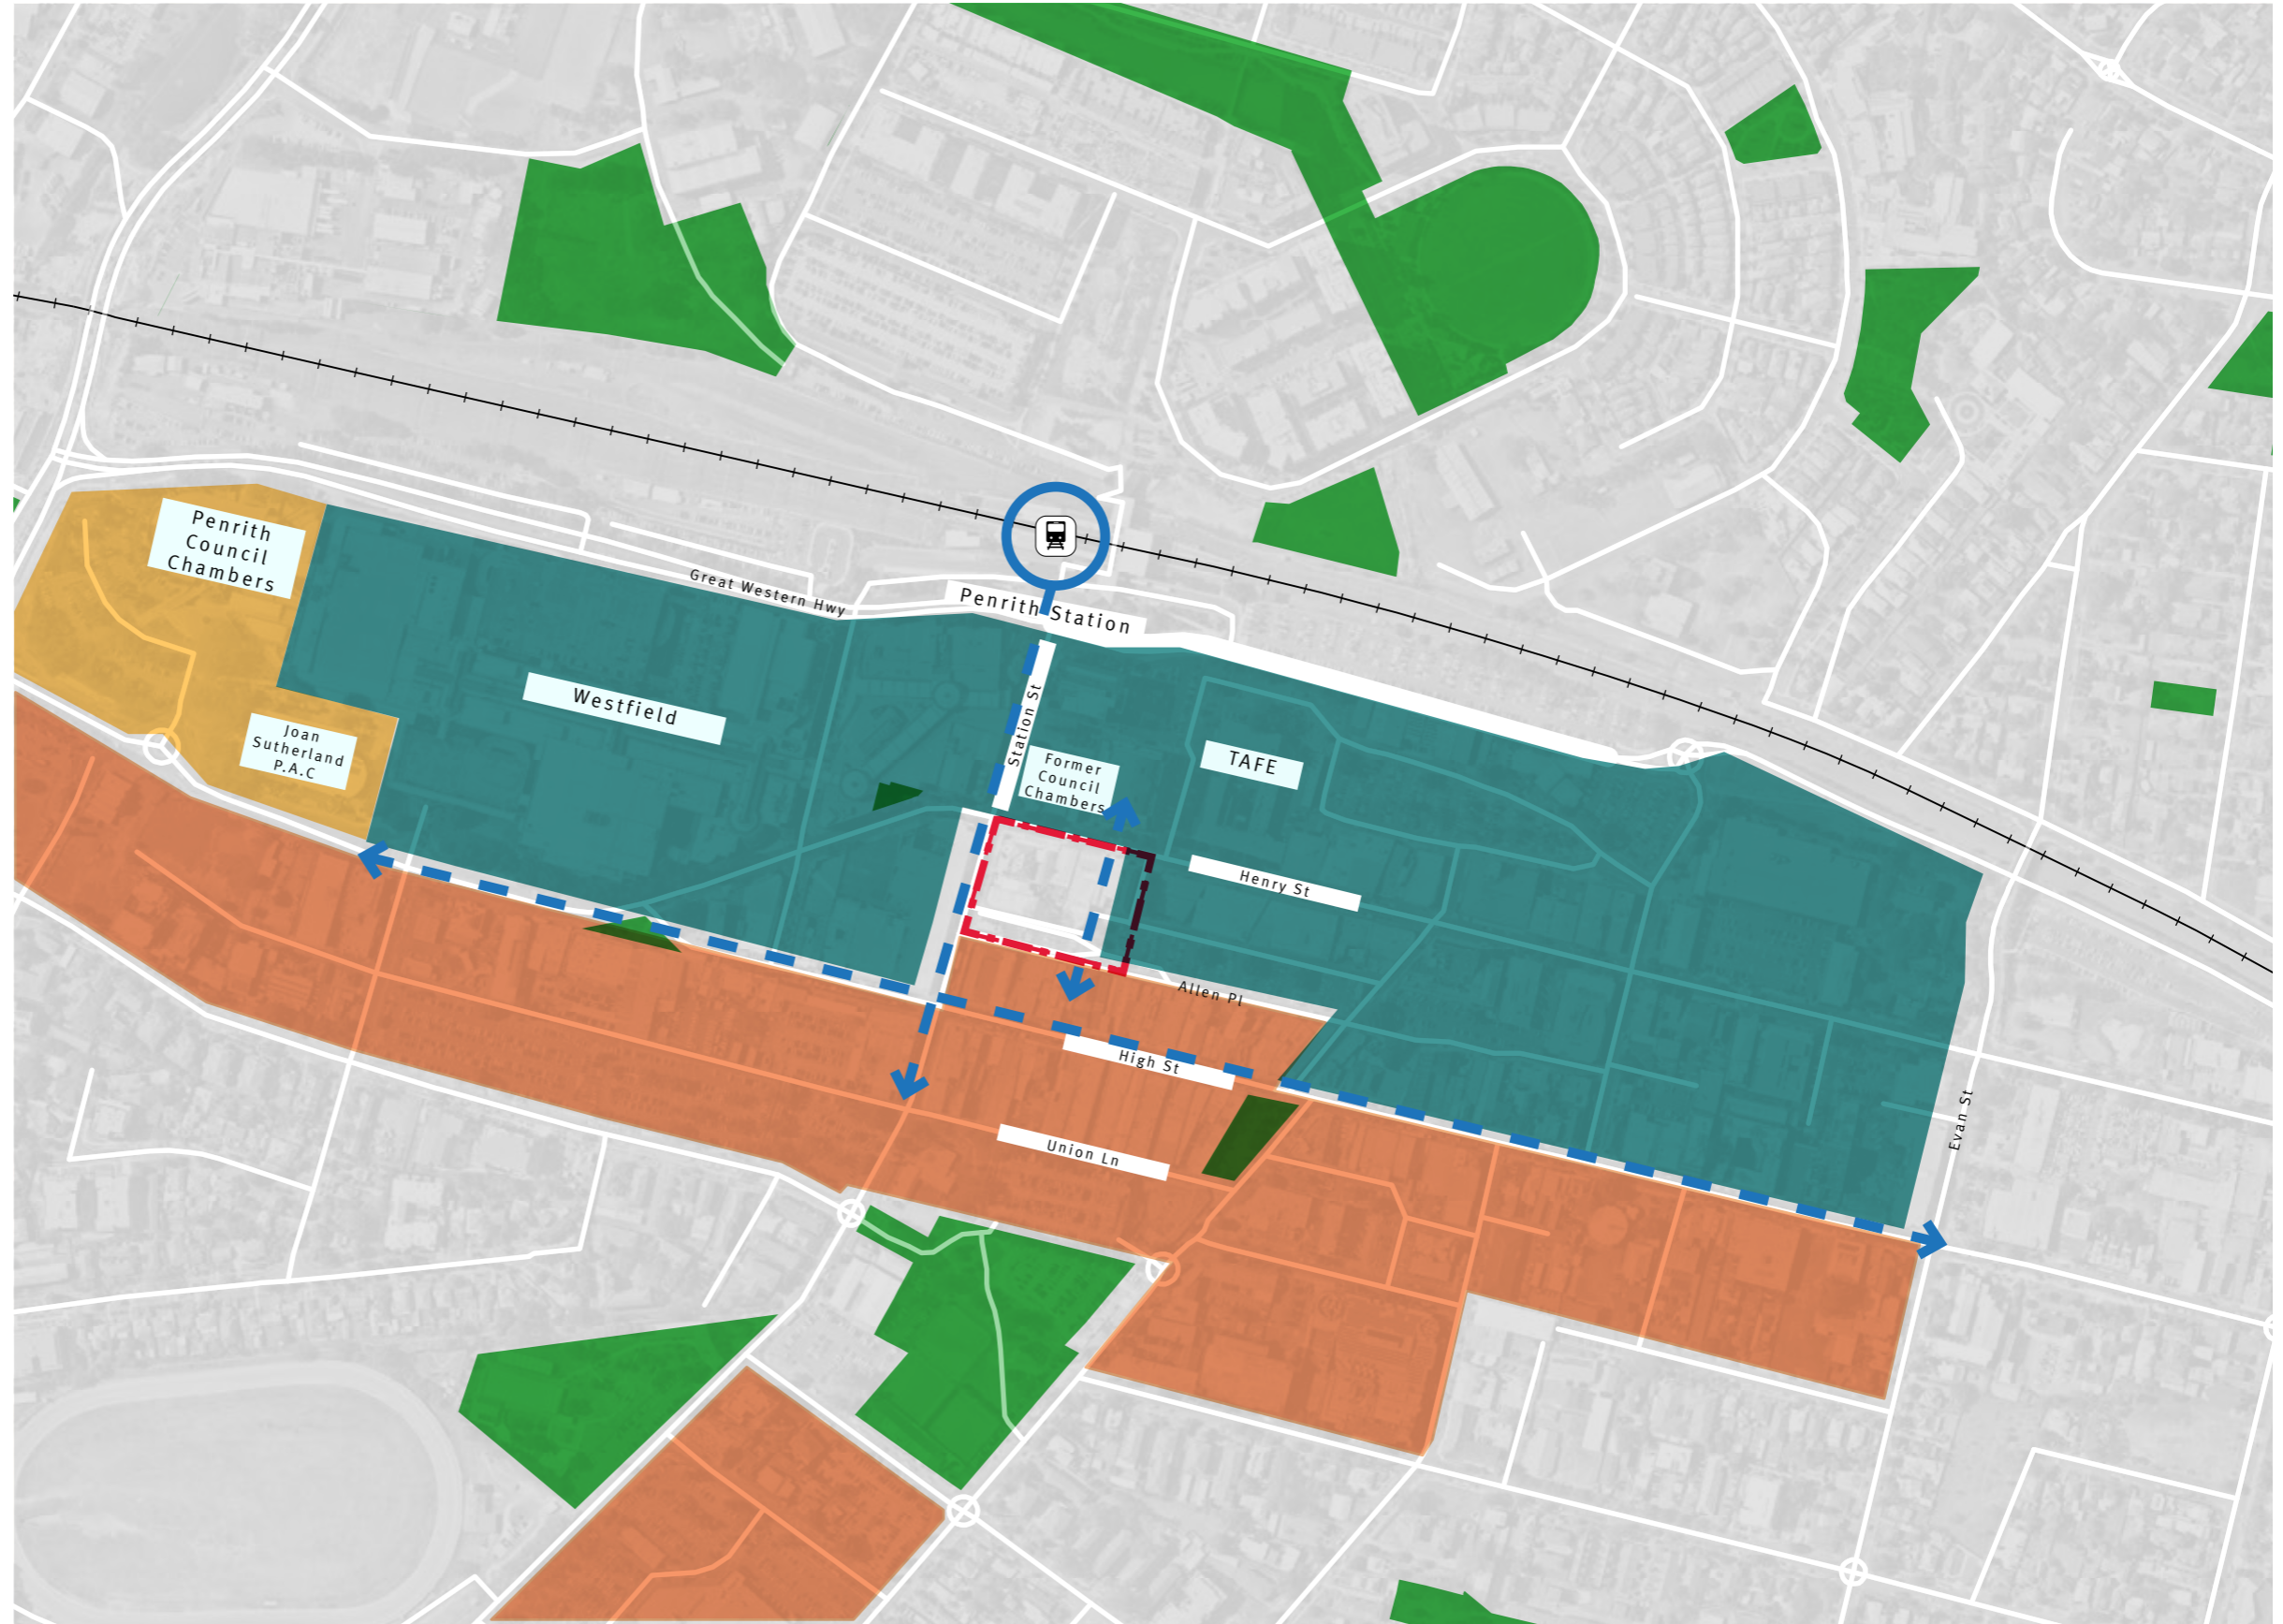 Penrith
Council
Chambers
Great Western Hwy
Penrith Station
Westfield
Station St
Joan
Sutherland
P.A.C
Former
Council
Chambers
TAFE
Henry St
Allen Pl
High St
Union Ln
Evan St